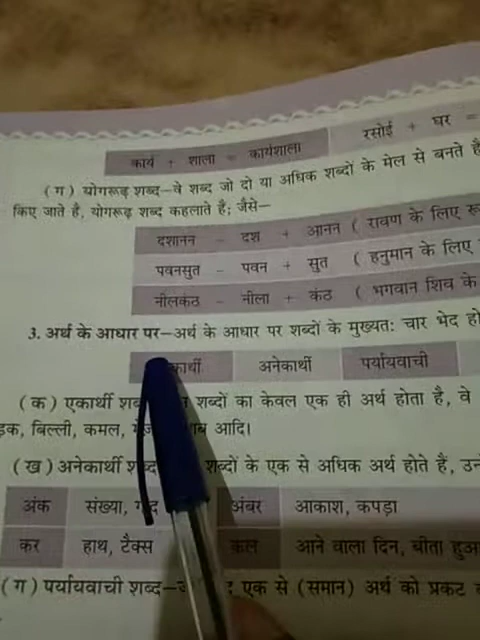 कार्य + शाला = कार्यशाला रसोई + घर =
(ग) योगरूढ़ शब्द–वे शब्द जो दो या अधिक शब्दों के मेल से बनते है
किए जाते है, योगरूढ़ शब्द कहलाते है; जैसे–
दशानन - दश + आनन ( रावण के लिए
पवनसुत - पवन + सुत ( हनुमान के लिए
नीलकंठ - नीला + कंठ ( भगवान शिव के
3. अर्थ के आधार पर–अर्थ के आधार पर शब्दों के मुख्यतः चार भेद
अनेकार्थी पर्यायवाची
(क) एकार्थी शब्दों का केवल एक ही अर्थ होता है, वे
बिल्ली, कमल, आदि।
(ख) अनेकार्थी शब्दों के एक से अधिक अर्थ होते हैं,
अंक संख्या, अंबर आकाश, कपड़ा
कर हाथ, टैक्स कल आने वाला दिन, बीता
(ग) पर्यायवाची शब्द– एक से (समान) अर्थ को प्रकट